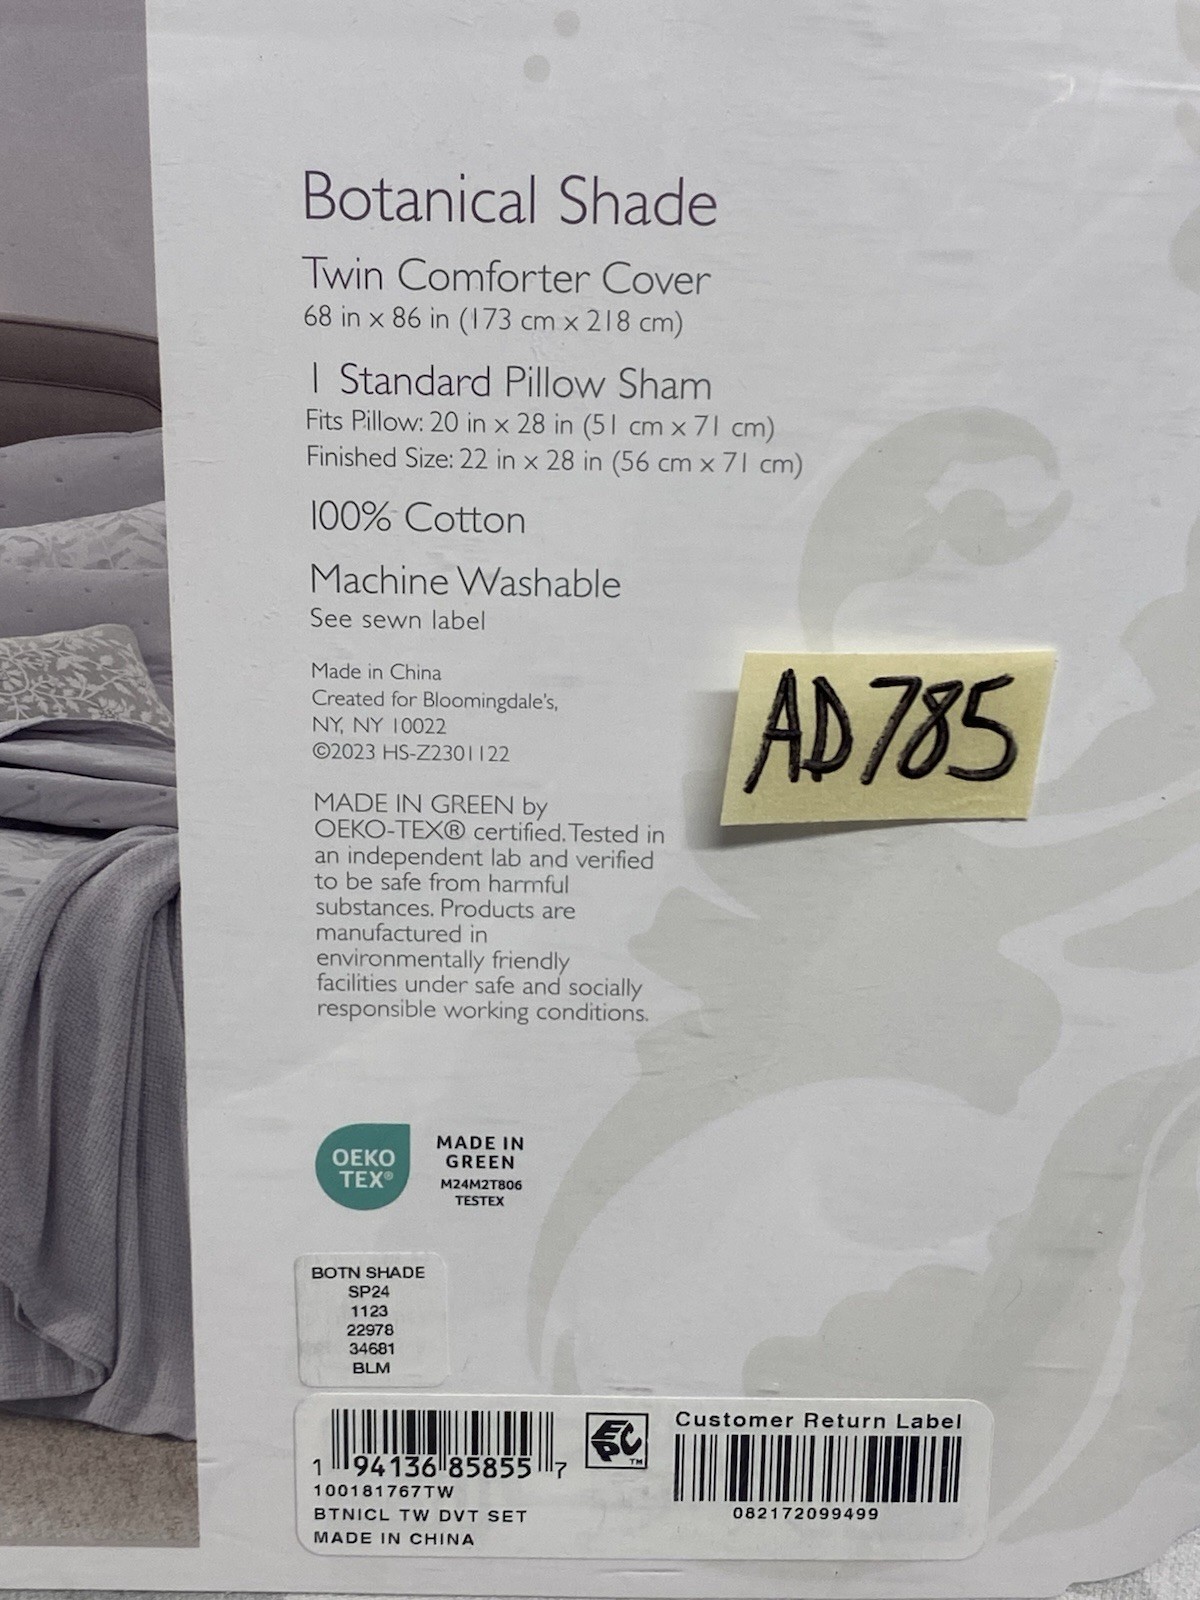 Botanical Shade
Twin Comforter Cover
68 in x 86 in (173 cm x 218 cm)
1 Standard Pillow Sham
Fits Pillow: 20 in x 28 in (51 cm x 71 cm)
Finished Size: 22 in x 28 in (56 cm x 71 cm)
100% Cotton
Machine Washable
See sewn label
Made in China
Created for Bloomingdale's,
NY, NY 10022
©2023 HS-Z2301122
AD785
MADE IN GREEN by
OEKO-TEX® certified. Tested in
an independent lab and verified
to be safe from harmful
substances. Products are
manufactured in
environmentally friendly
facilities under safe and socially
responsible working conditions.
OEKO
TEX®
MADE IN
GREEN
M24M2T806
TESTEX
BOTN SHADE
SP24
1123
22978
34681
BLM
1 94136 85855 7
100181767TW
BTNICL TW DVT SET
MADE IN CHINA
EPC™
Customer Return Label
082172099499